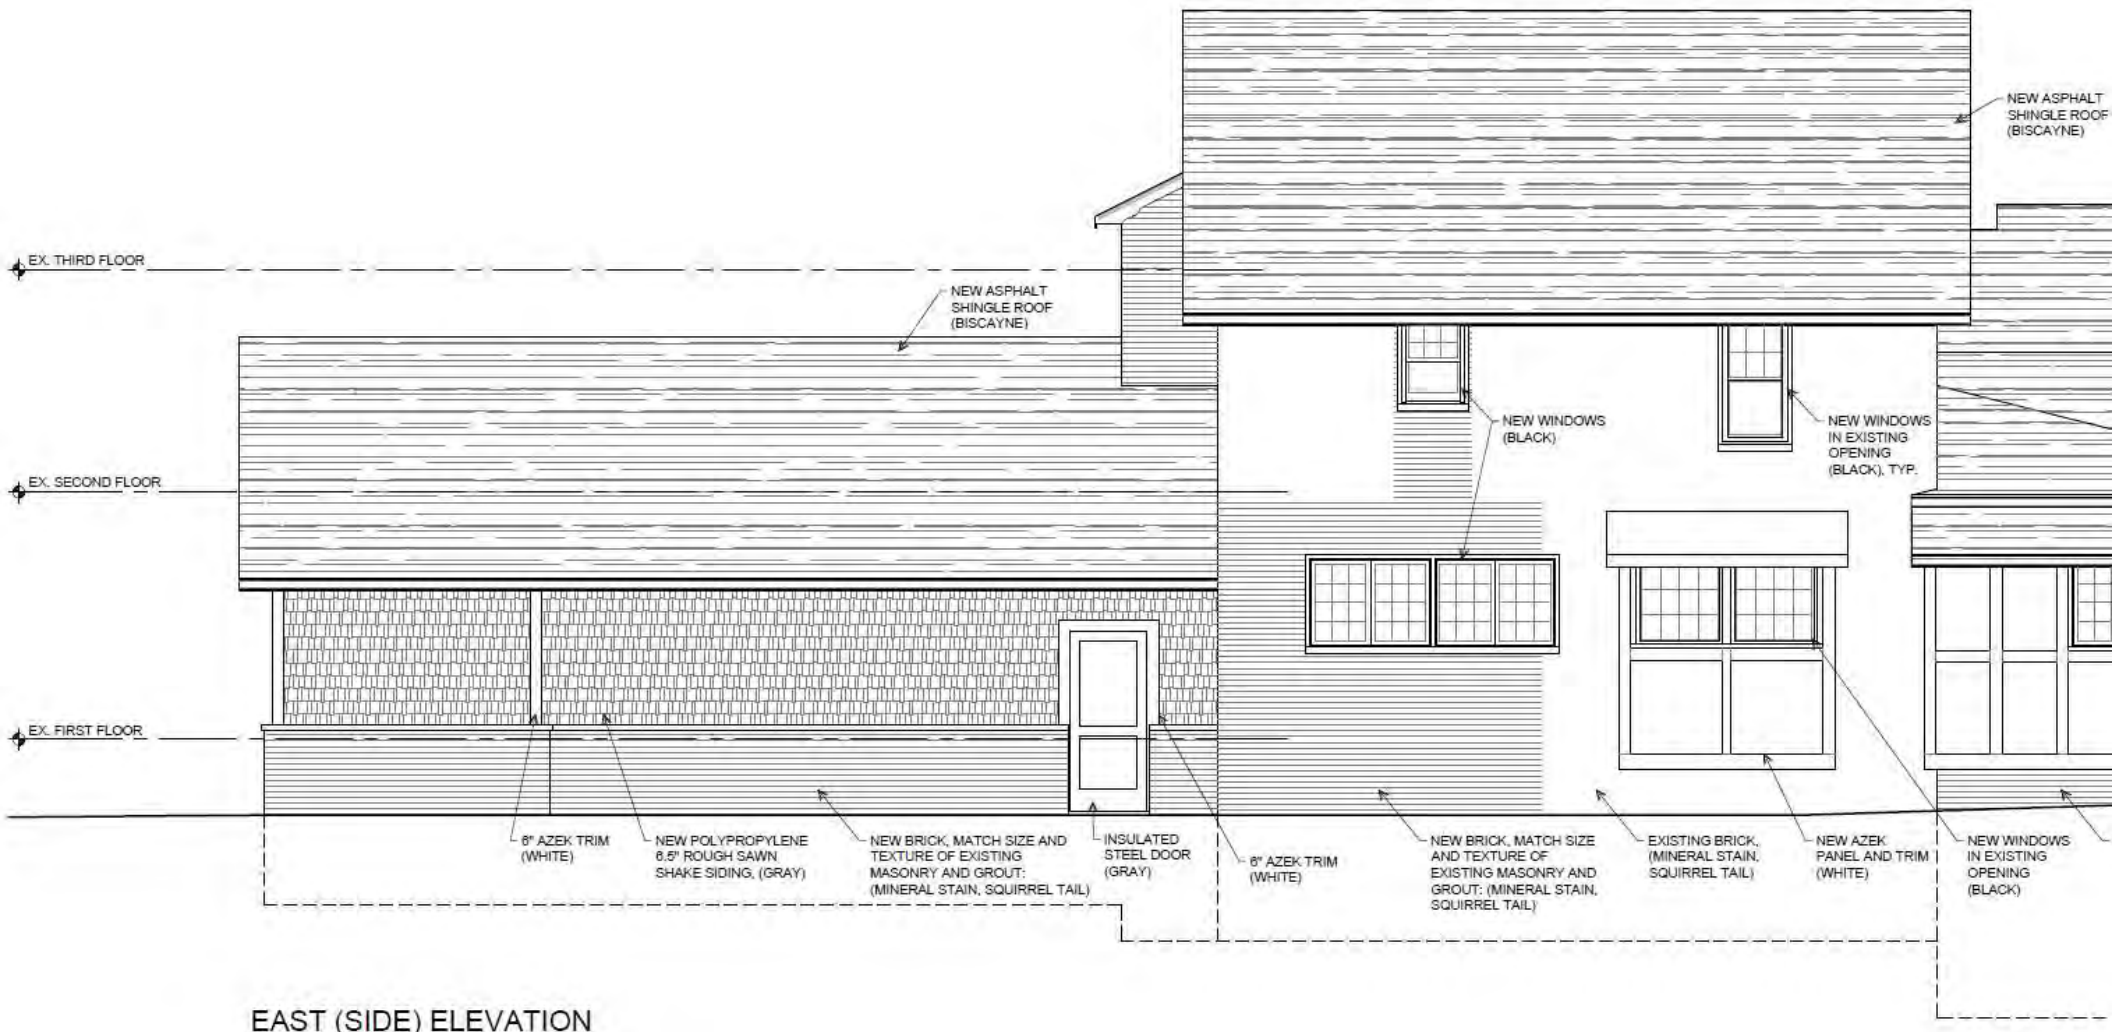 NEW ASPHALT
SHINGLE ROOF
(BISCAYNE)
EX. THIRD FLOOR
NEW ASPHALT
SHINGLE ROOF
(BISCAYNE)
NEW WINDOWS
(BLACK)
NEW WINDOWS
IN EXISTING
OPENING
(BLACK), TYP.
EX. SECOND FLOOR
EX. FIRST FLOOR
6" AZEK TRIM
(WHITE)
NEW POLYPROPYLENE
6.5" ROUGH SAWN
SHAKE SIDING, (GRAY)
NEW BRICK, MATCH SIZE AND
TEXTURE OF EXISTING
MASONRY AND GROUT:
(MINERAL STAIN, SQUIRREL TAIL)
INSULATED
STEEL DOOR
(GRAY)
6" AZEK TRIM
(WHITE)
NEW BRICK, MATCH SIZE
AND TEXTURE OF
EXISTING MASONRY AND
GROUT: (MINERAL STAIN,
SQUIRREL TAIL)
EXISTING BRICK,
(MINERAL STAIN,
SQUIRREL TAIL)
NEW AZEK
PANEL AND TRIM
(WHITE)
NEW WINDOWS
IN EXISTING
OPENING
(BLACK)
EAST (SIDE) ELEVATION